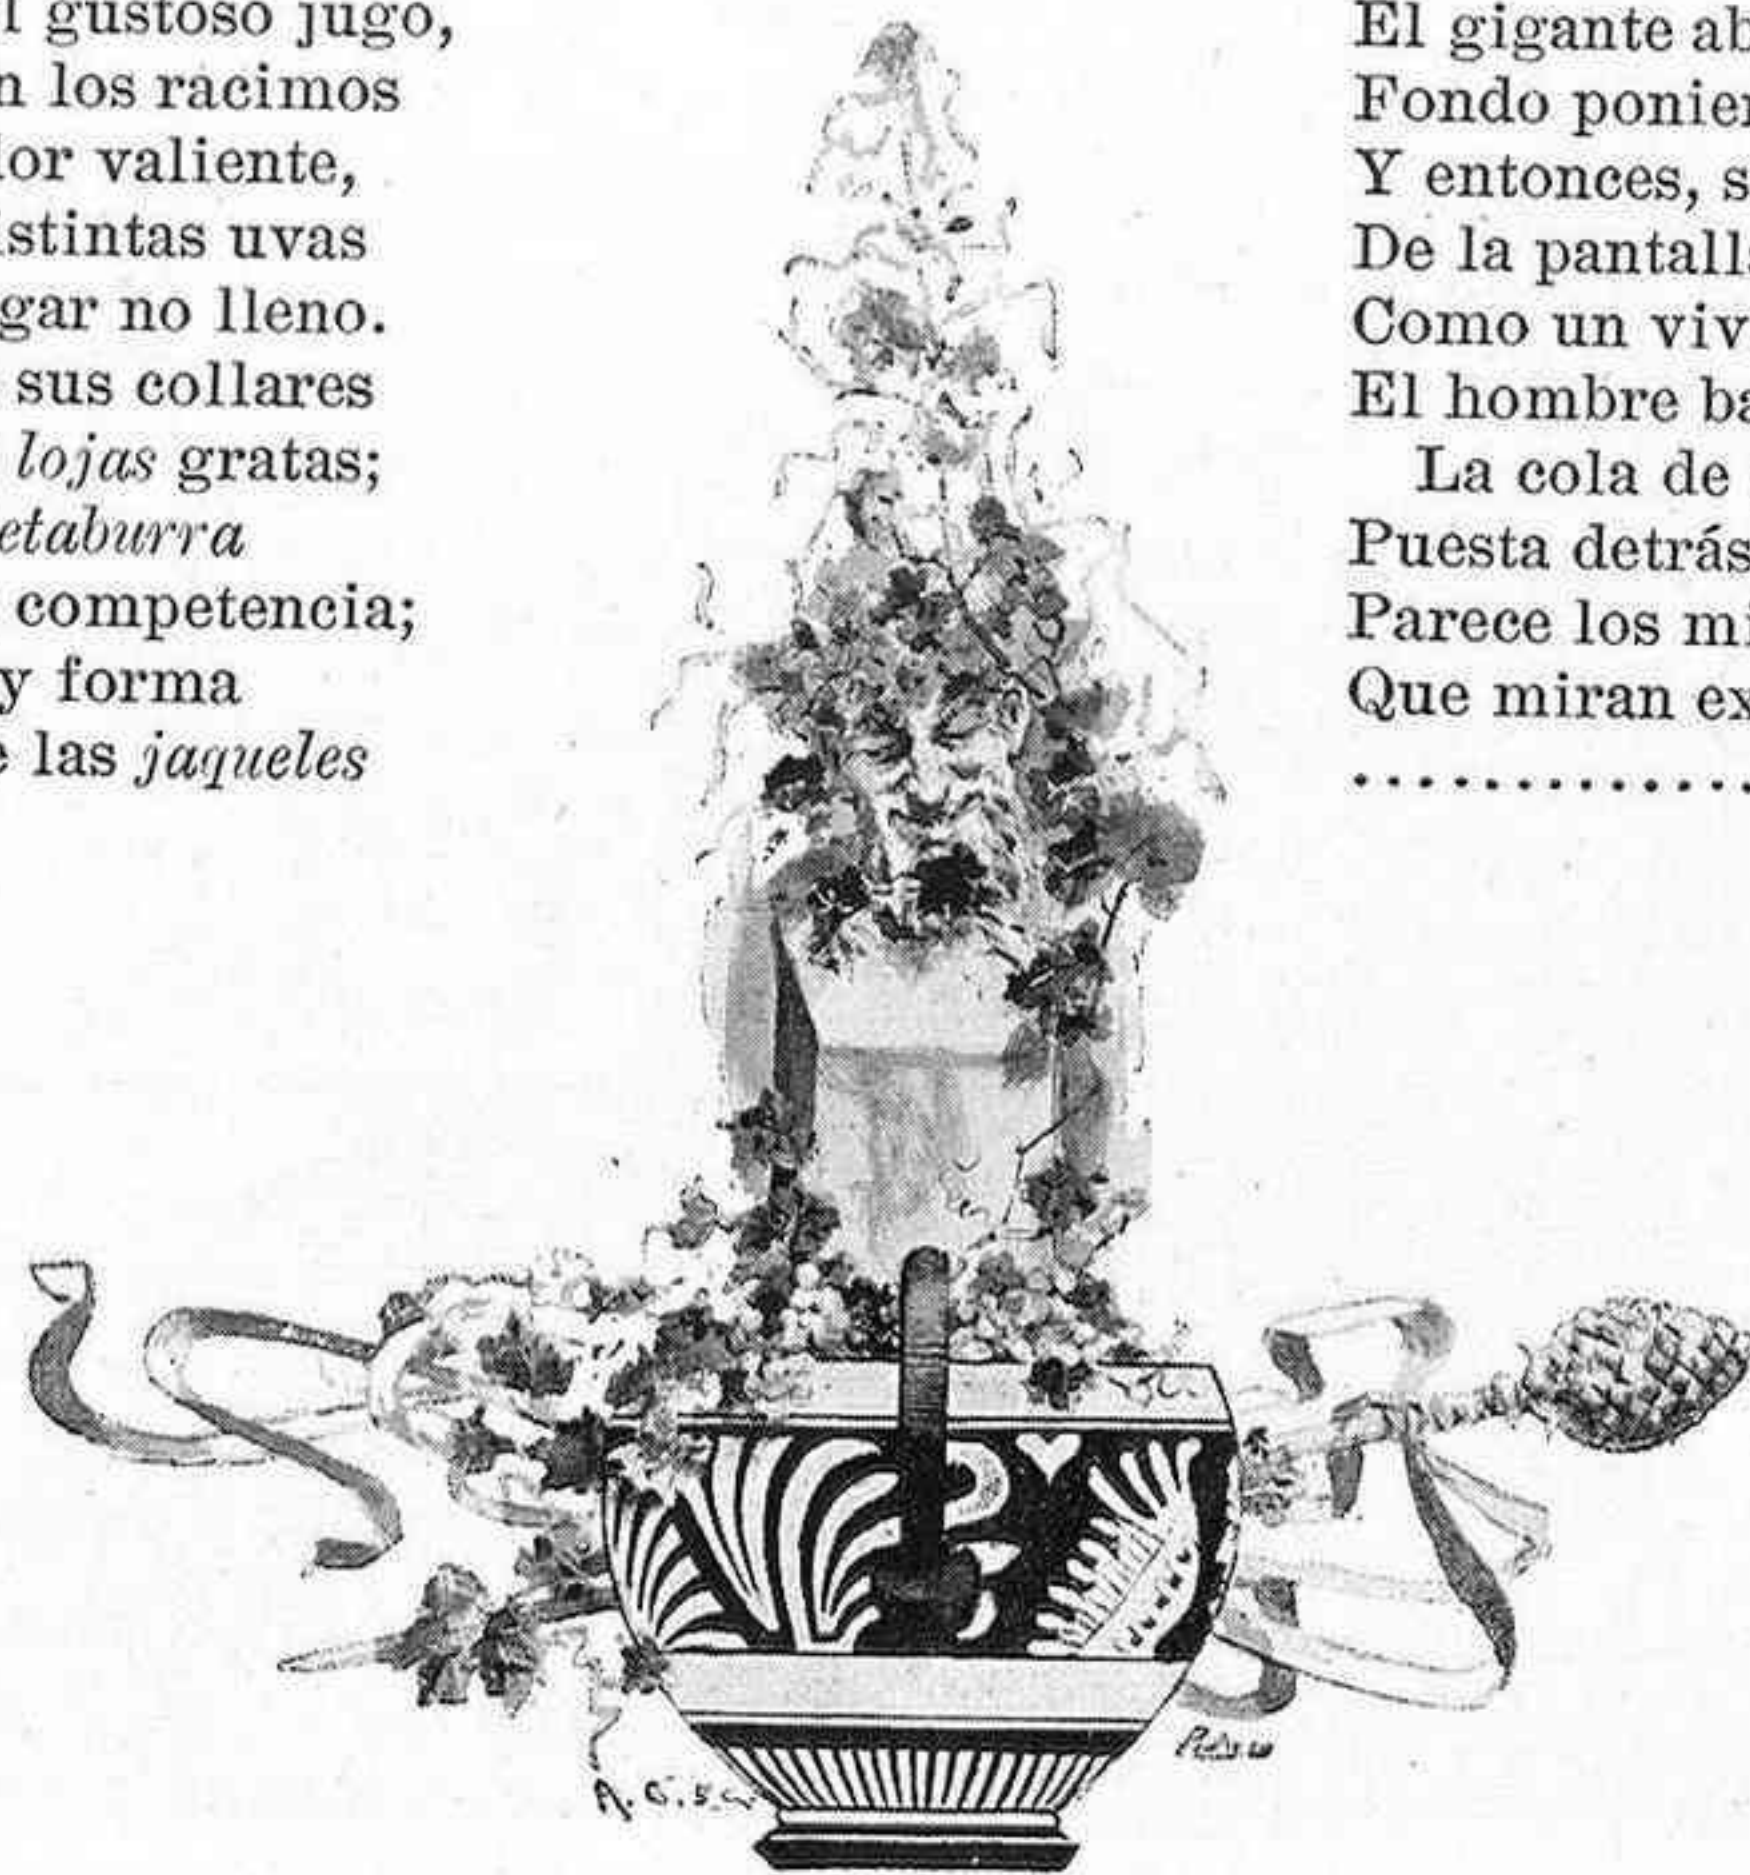 gustoso jugo,
n los racimos
lor valiente,
istintas uvas
gar no lleno.
sus collares
lojas gratas;
etaburra
competencia;
y forma
e las jaqueles
El gigante ab
Fondo ponier
Y entonces, s
De la pantalla
Como un viv
El hombre ba
La cola de
Puesta detrás
Parece los mi
Que miran ex
..............